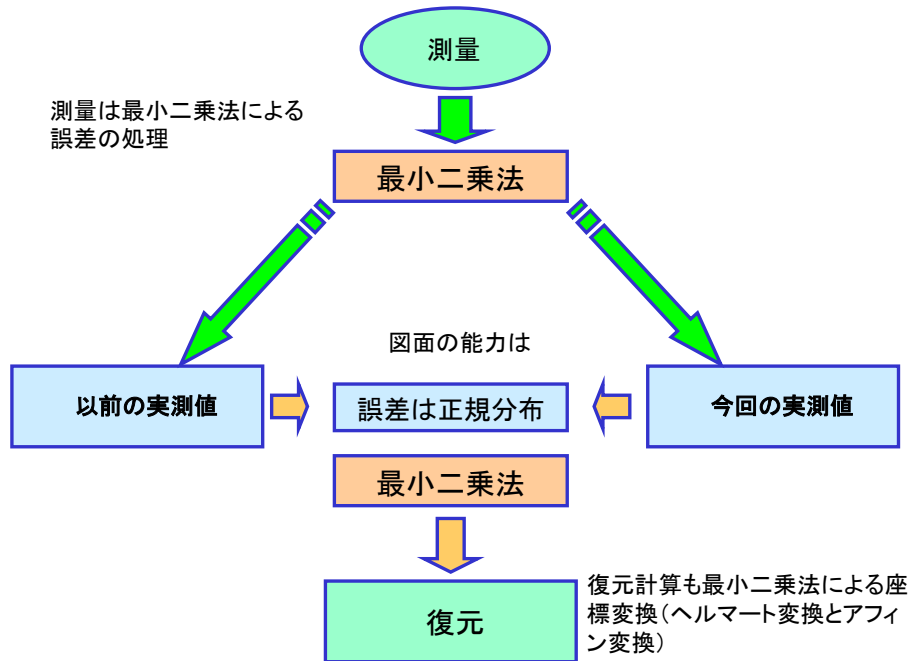 測量
測量は最小二乗法による
誤差の処理
最小二乗法
図面の能力は
以前の実測値
誤差は正規分布
今回の実測値
最小二乗法
復元
復元計算も最小二乗法による座
標変換(ヘルマート変換とアフィ
ン変換)